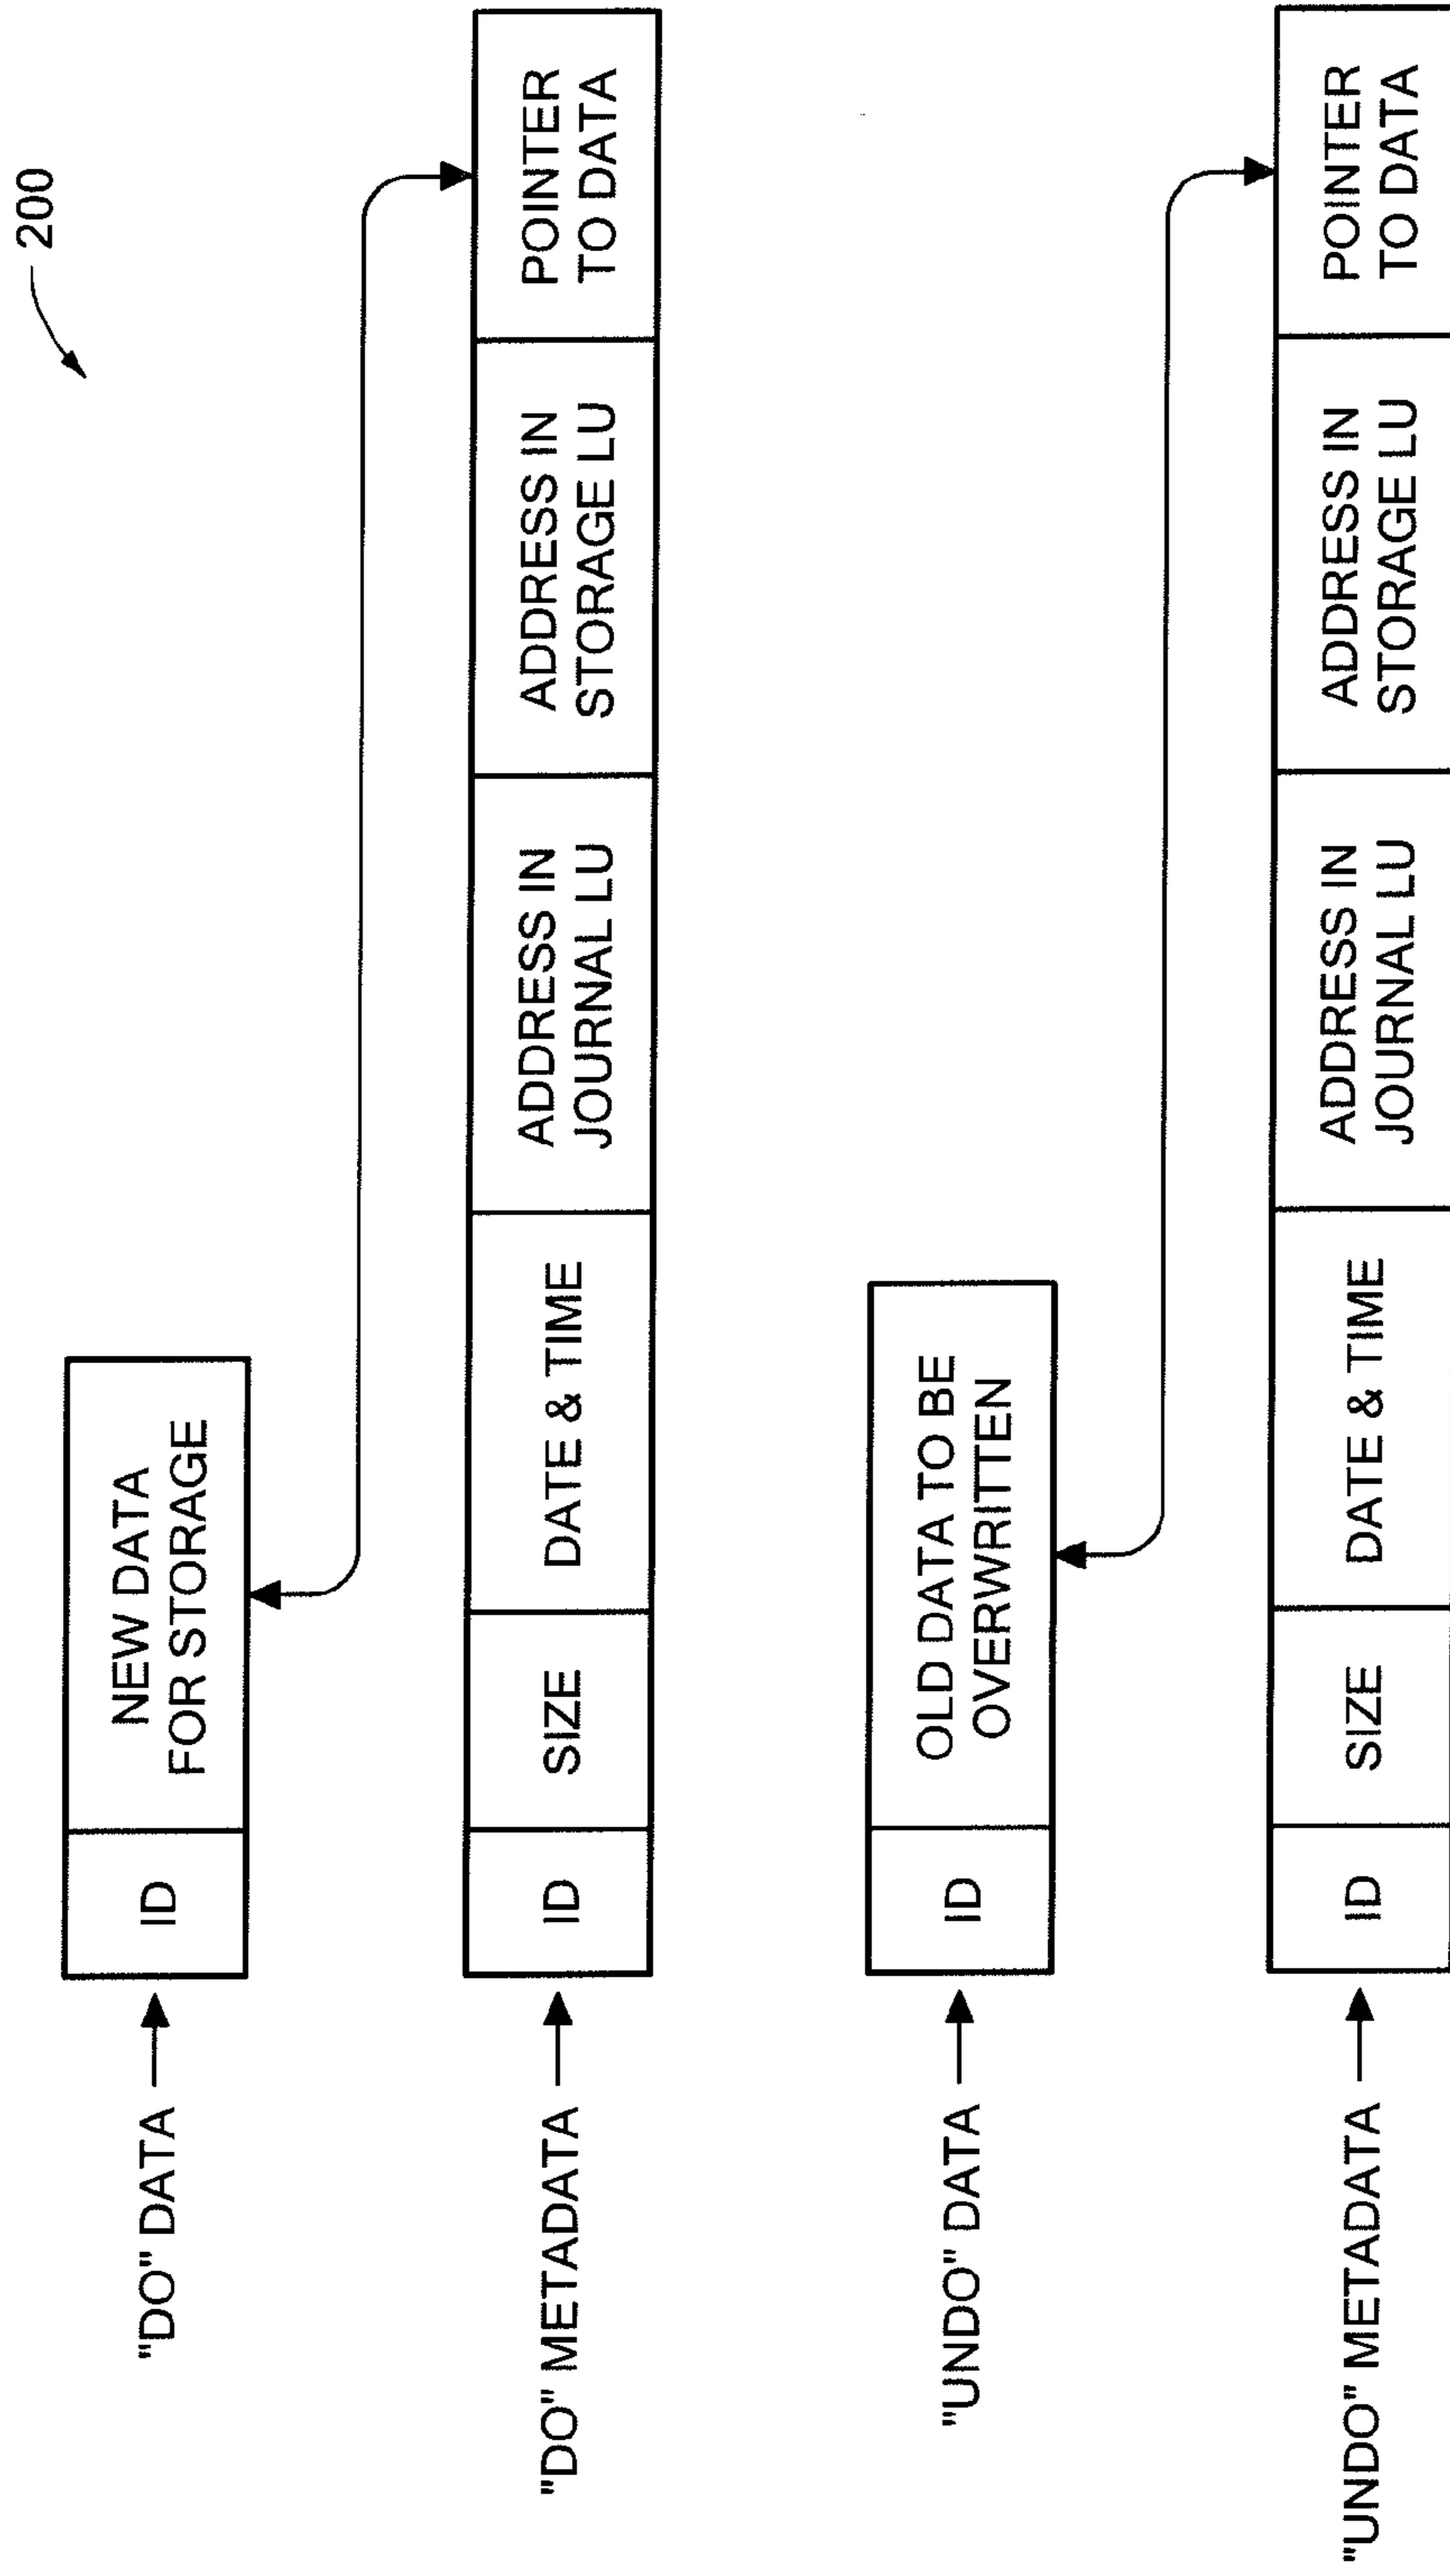 200
"DO" DATA
ID
NEW DATA
FOR STORAGE
"DO" METADATA
ID
SIZE
DATE & TIME
ADDRESS IN
JOURNAL LU
ADDRESS IN
STORAGE LU
POINTER
TO DATA
"UNDO" DATA
ID
OLD DATA TO BE
OVERWRITTEN
"UNDO" METADATA
ID
SIZE
DATE & TIME
ADDRESS IN
JOURNAL LU
ADDRESS IN
STORAGE LU
POINTER
TO DATA